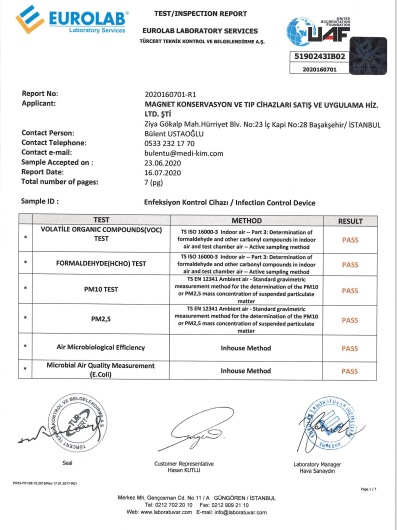 EUROLAB®
Laboratory Services
TEST/INSPECTION REPORT
EUROLAB LABORATORY SERVICES
TÜRCERT TEKNİK KONTROL VE BELGELENDİRME A.Ş.
UNITED
ACCREDITATION
FOUNDATION
UAF
5190243IB02
2020160701
Report No: 2020160701-R1
Applicant: MAGNET KONSERVASYON VE TIP CİHAZLARI SATIŞ VE UYGULAMA HİZ.
LTD. ŞTİ
Ziya Gökalp Mah.Hürriyet Blv. No:23 İç Kapı No:28 Başakşehir/ İSTANBUL
Contact Person: Bülent USTAOĞLU
Contact Telephone: 0533 232 17 70
Contact e-mail: bulentu@medi-kim.com
Sample Accepted on : 23.06.2020
Report Date: 16.07.2020
Total number of pages: 7 (pg)
Sample ID : Enfeksiyon Kontrol Cihazı / Infection Control Device
TEST METHOD RESULT
* VOLATİLE ORGANIC COMPOUNDS(VOC)
TEST
TS ISO 16000-3 Indoor air -- Part 3: Determination of
formaldehyde and other carbonyl compounds in indoor
air and test chamber air -- Active sampling method
PASS
* FORMALDEHYDE(HCHO) TEST
TS ISO 16000-3 Indoor air -- Part 3: Determination of
formaldehyde and other carbonyl compounds in indoor
air and test chamber air -- Active sampling method
PASS
* PM10 TEST
TS EN 12341 Ambient air - Standard gravimetric
measurement method for the determination of the PM10
or PM2,5 mass concentration of suspended particulate
matter
PASS
* PM2,5
TS EN 12341 Ambient air - Standard gravimetric
measurement method for the determination of the PM10
or PM2,5 mass concentration of suspended particulate
matter
PASS
* Air Microbiological Efficiency Inhouse Method PASS
* Microbial Air Quality Measurement
(E.Coli)
Inhouse Method PASS
Seal
Customer Representative
Hasan KUTLU
Laboratory Manager
Hava Sarıaydın
Page 1 / 7
Merkez Mh, Gençosman Cd. No 11 / A GÜNGÖREN / İSTANBUL
Tel: 0212 702 20 10 Fax: 0212 909 21 10
Web: www.laboratuvar.com E-mail: info@laboratuvar.com